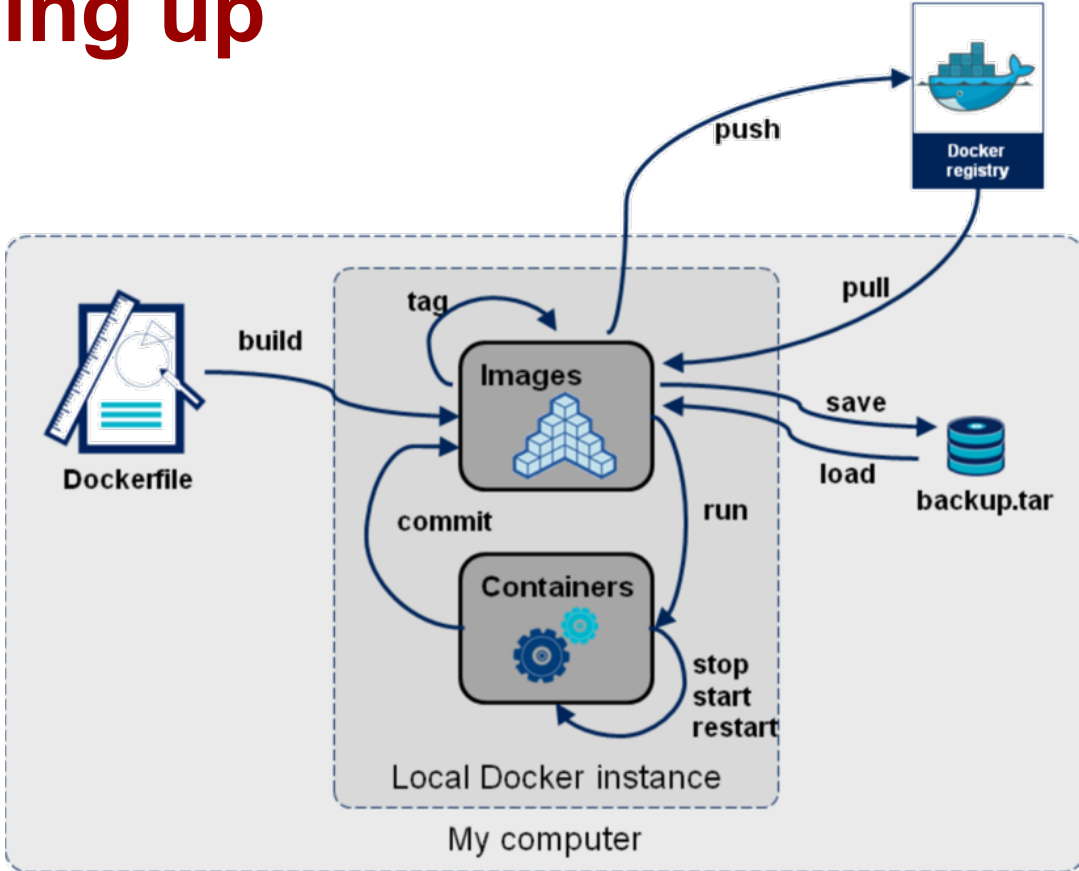 ing up
Docker
registry
push
pull
tag
build
Images
save
load
backup.tar
Dockerfile
commit
run
Containers
stop
start
restart
Local Docker instance
My computer